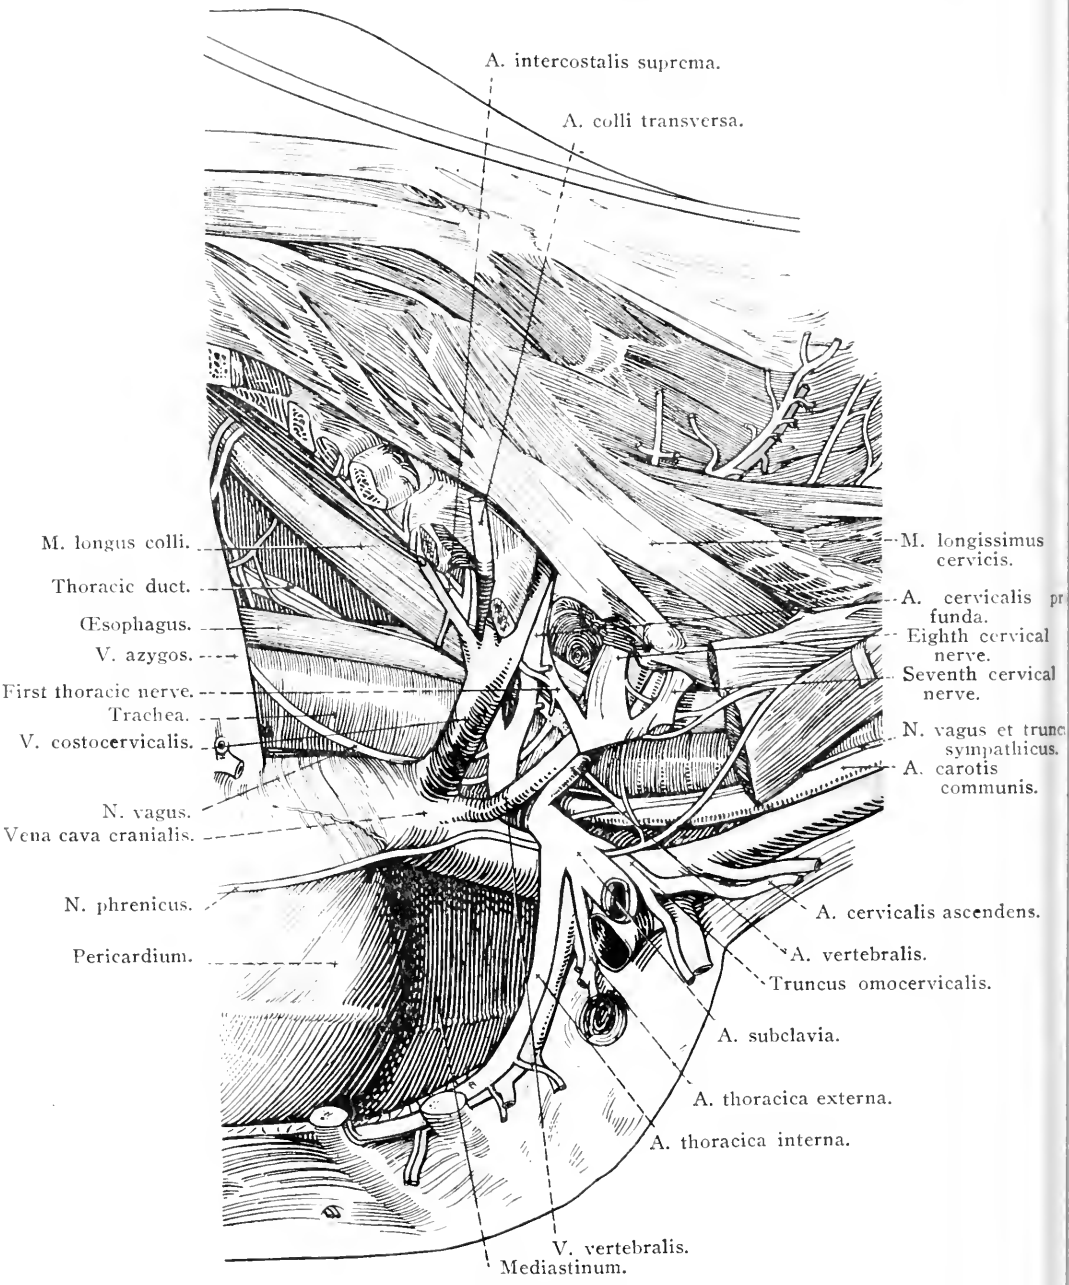 A. intercostalis suprema.
A. colli transversa.
M. longus colli.
Thoracic duct.
Œsophagus.
V. azygos.
First thoracic nerve.
Trachea.
V. costocervicalis.
N. vagus.
Vena cava cranialis.
N. phrenicus.
Pericardium.
M. longissimus
cervicis.
A. cervicalis pr
funda.
Eighth cervical
nerve.
Seventh cervical
nerve.
N. vagus et trunc
sympathicus.
A. carotis
communis.
A. cervicalis ascendens.
A. vertebralis.
Truncus omocervicalis.
A. subclavia.
A. thoracica externa.
A. thoracica interna.
V. vertebralis.
Mediastinum.